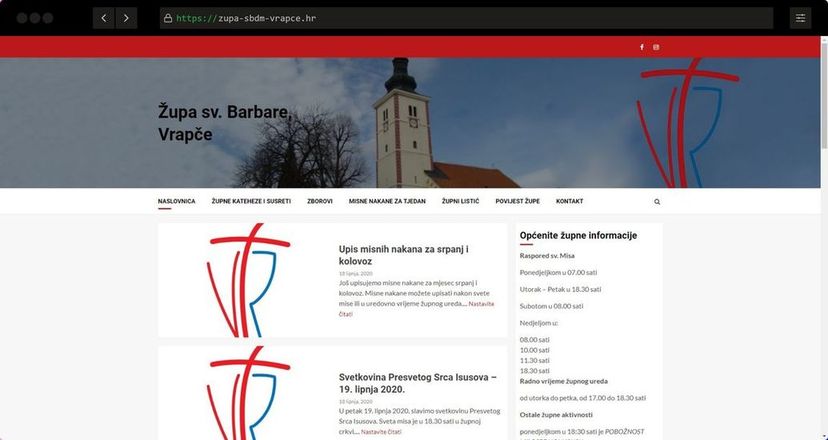 https://zupa-sbdm-vrapce.hr
Župa sv. Barbare,
Vrapče
NASLOVNICA ŽUPNE KATEHEZE I SUSRETI ZBOROVI MISNE NAKANE ZA TJEDAN ŽUPNI LISTIĆ POVIJEST ŽUPE KONTAKT
Upis misnih nakana za srpanj i
kolovoz
18 lipnja, 2020
Još upisujemo misne nakane za mjesec srpanj i
kolovoz. Misne nakane možete upisati nakon svete
mise ili u uredovno vrijeme župnog ureda.... Nastavite
čitati
Svetkovina Presvetog Srca Isusova –
19. lipnja 2020.
18 lipnja, 2020
U petak 19. lipnja 2020, slavimo svetkovinu Presvetog
Srca Isusova. Sveta misa je u 18.30 sati u župnoj
crkvi.... Nastavite čitati
Općenite župne informacije
Raspored sv. Misa
Ponedjeljkom u 07.00 sati
Utorak – Petak u 18.30 sati
Subotom u 08.00 sati
Nedjeljom u:
08.00 sati
10.00 sati
11.30 sati
18.30 sati
Radno vrijeme župnog ureda
od utorka do petka, od 17.00 do 18.30 sati
Ostale župne aktivnosti
ponedjeljkom u 18:30 sati je POBOŽNOST